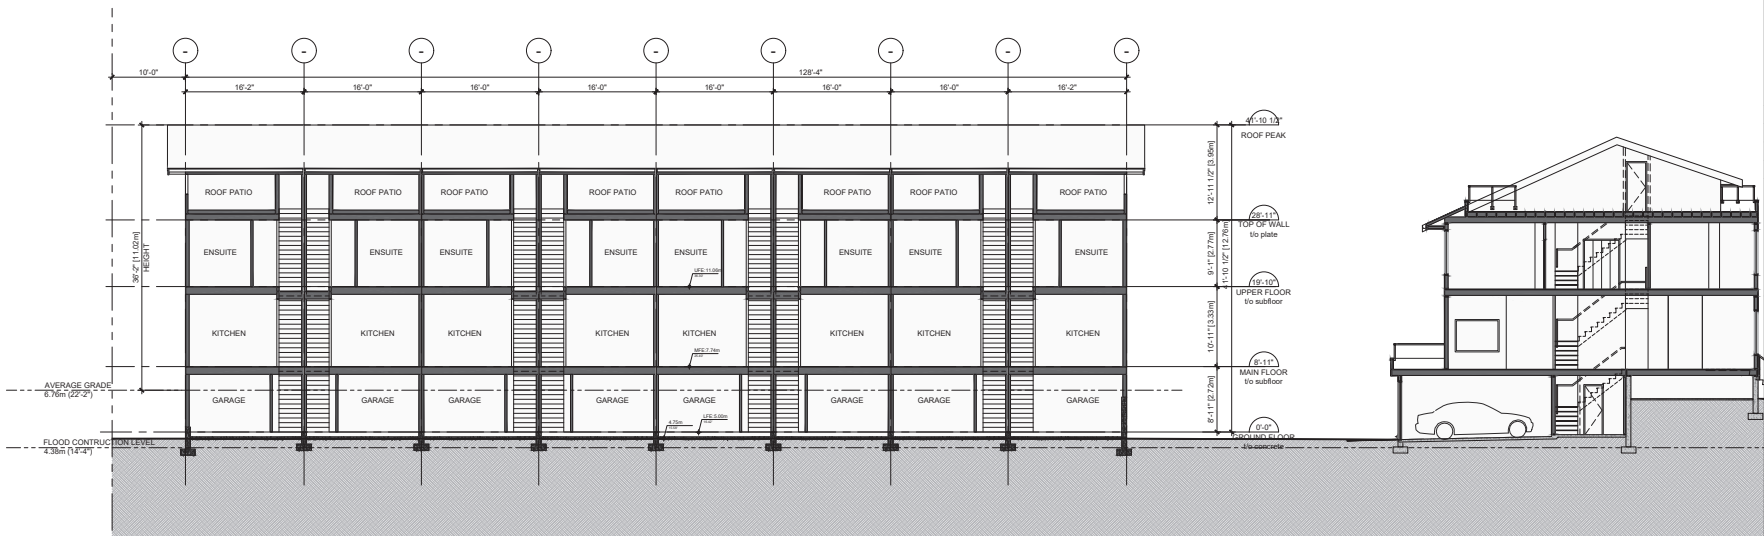 - - - - - - - - -
10'-0" 128'-4"
16'-2" 16'-0" 16'-0" 16'-0" 16'-0" 16'-0" 16'-0" 16'-2"
41'-10 1/2"
ROOF PEAK
12'-11 1/2" [3.95m]
ROOF PATIO ROOF PATIO ROOF PATIO ROOF PATIO ROOF PATIO ROOF PATIO ROOF PATIO ROOF PATIO
28'-11"
TOP OF WALL
t/o plate
36'-2" [11.02m]
HEIGHT
ENSUITE ENSUITE ENSUITE ENSUITE ENSUITE ENSUITE ENSUITE ENSUITE
9'-1" [2.77m]
41'-10 1/2" [12.76m]
19'-10"
UPPER FLOOR
t/o subfloor
KITCHEN KITCHEN KITCHEN KITCHEN KITCHEN KITCHEN KITCHEN KITCHEN
10'-11" [3.33m]
MFE:7.74m
8'-11"
MAIN FLOOR
t/o subfloor
AVERAGE GRADE
6.76m (22'-2")
GARAGE GARAGE GARAGE GARAGE GARAGE GARAGE GARAGE GARAGE
8'-11" [2.72m]
LFE:5.00m
4.75m
0'-0"
GROUND FLOOR
t/o concrete
FLOOD CONTRUCTION LEVEL
4.38m (14'-4")